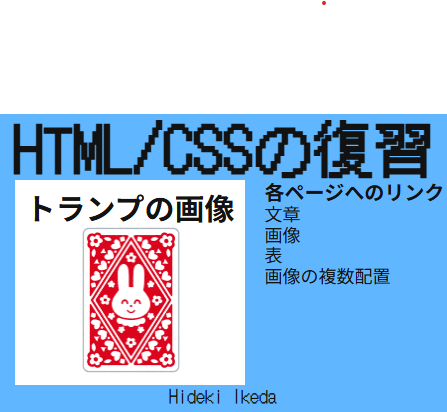 HTML/CSSの復習
トランプの画像
各ページへのリンク
文章
画像
表
画像の複数配置
Hideki Ikeda